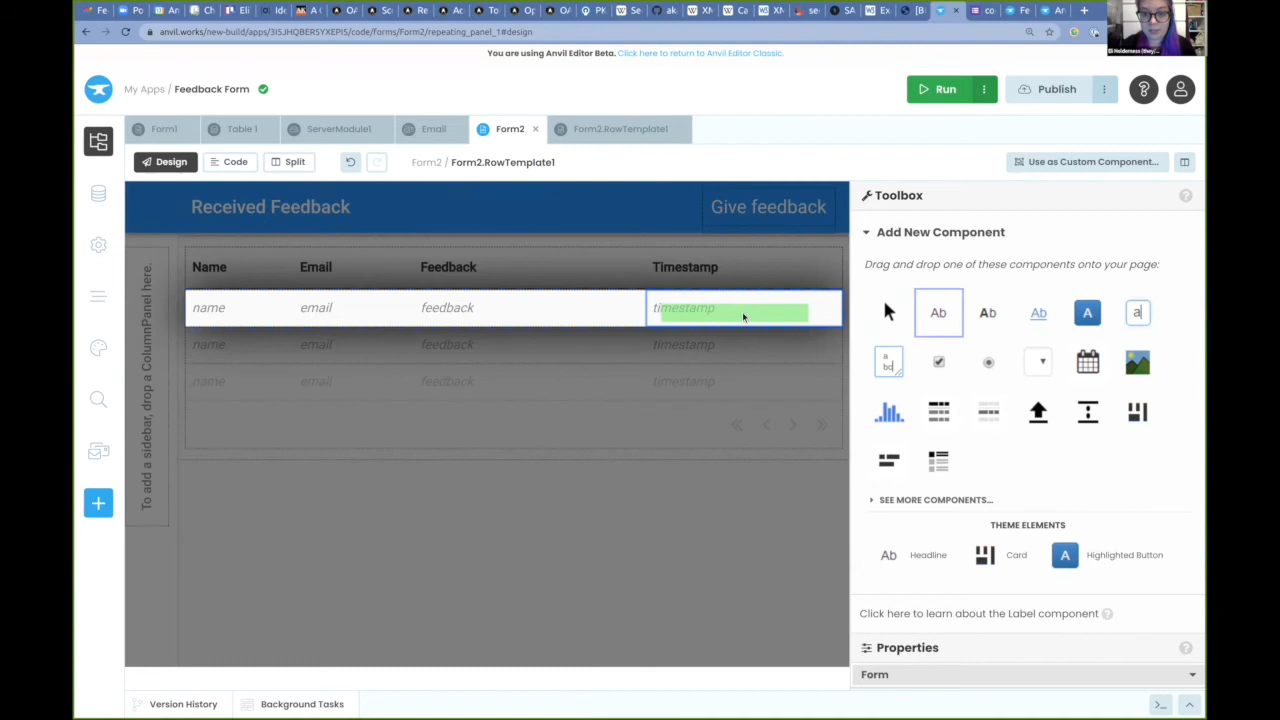 anvil.works/new-build/apps/3I5JHQBERSYXEPIS/code/forms/Form2/repeating_panel_1#design
You are using Anvil Editor Beta. Click here to return to Anvil Editor Classic.
My Apps / Feedback Form
Run
Publish
Form1
Table 1
ServerModule1
Email
Form2
Form2.RowTemplate1
Design
Code
Split
Form2 / Form2.RowTemplate1
Use as Custom Component...
Received Feedback
Give feedback
To add a sidebar, drop a ColumnPanel here.
Name Email Feedback Timestamp
name email feedback timestamp
name email feedback timestamp
name email feedback timestamp
Toolbox
Add New Component
Drag and drop one of these components onto your page:
Ab Ab Ab A a
a
bc
SEE MORE COMPONENTS...
THEME ELEMENTS
Ab Headline Card A Highlighted Button
Click here to learn about the Label component
Properties
Form
Version History
Background Tasks